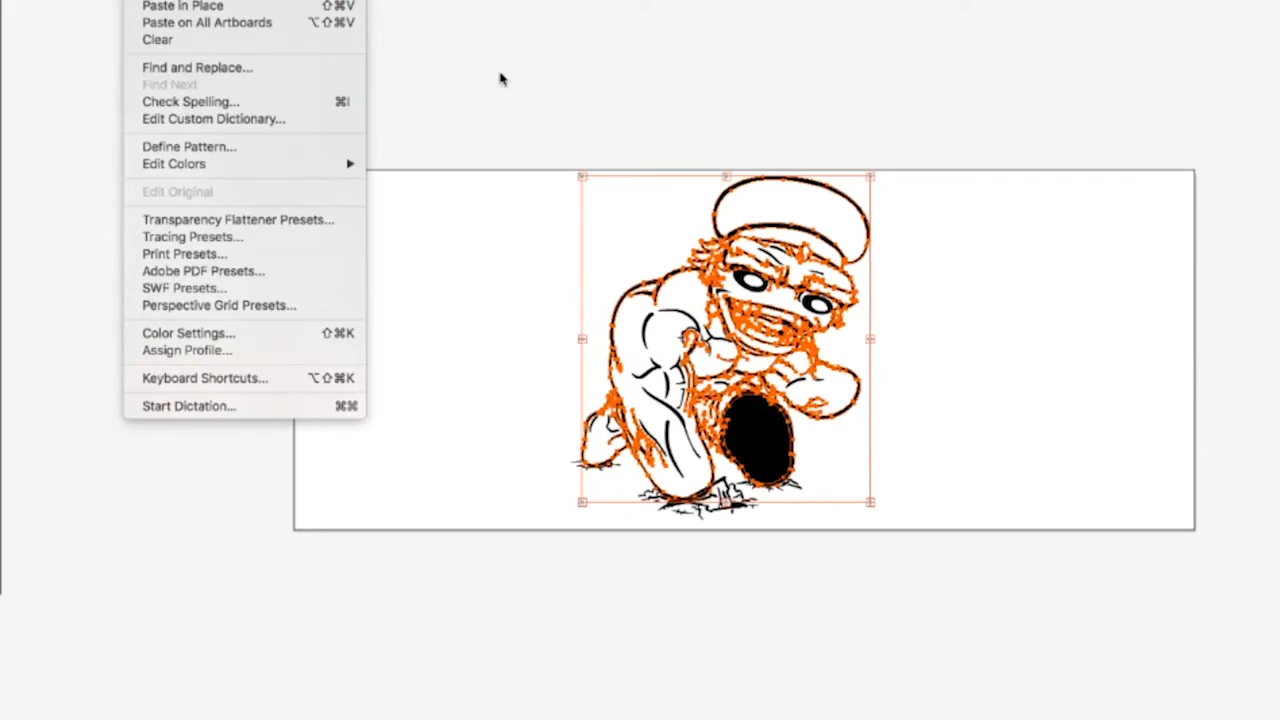 Paste in Place ⇧⌘V
Paste on All Artboards ⌥⇧⌘V
Clear
Find and Replace...
Find Next
Check Spelling... ⌘I
Edit Custom Dictionary...
Define Pattern...
Edit Colors ▶
Edit Original
Transparency Flattener Presets...
Tracing Presets...
Print Presets...
Adobe PDF Presets...
SWF Presets...
Perspective Grid Presets...
Color Settings... ⇧⌘K
Assign Profile...
Keyboard Shortcuts... ⌥⇧⌘K
Start Dictation... ⌘⌘